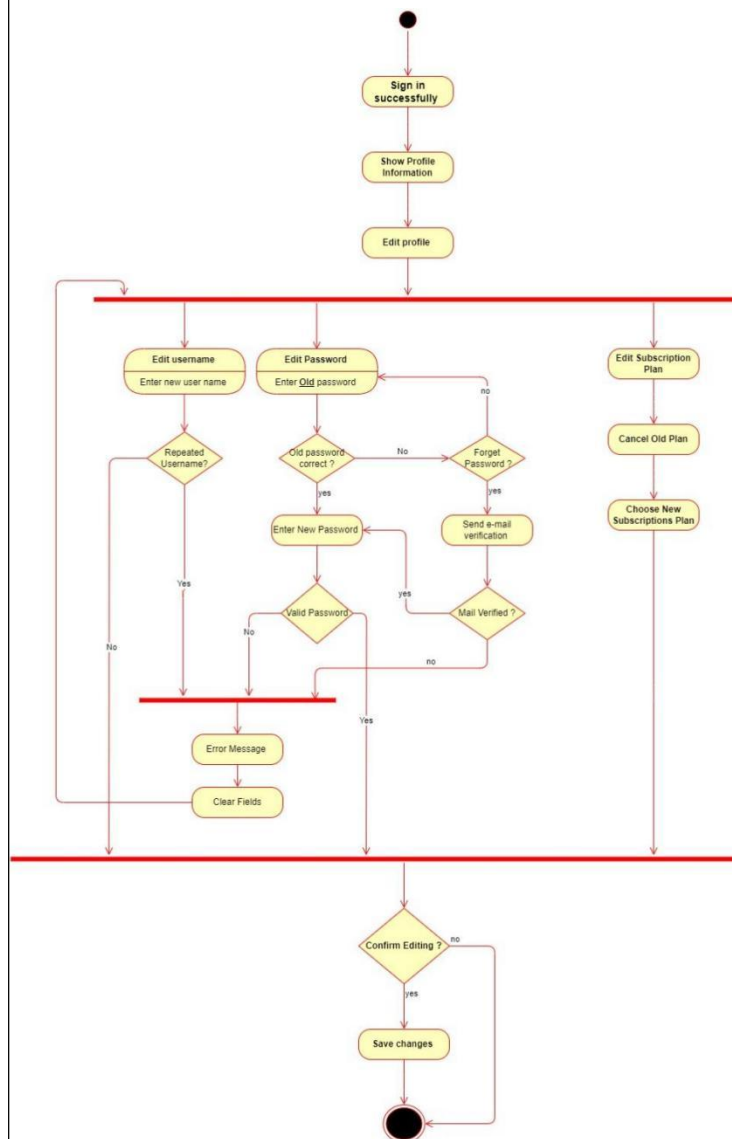 Sign in
successfully
Show Profile
Information
Edit profile
Edit username
Enter new user name
Edit Password
Enter Old password
Edit Subscription
Plan
no
Repeated
Username?
Old password
correct ?
No
Forget
Password ?
Cancel Old Plan
yes
yes
Enter New Password
Send e-mail
verification
Choose New
Subscriptions Plan
Yes
yes
Valid Password
Mail Verified ?
No
No
no
Yes
Error Message
Clear Fields
Confirm Editing ?
no
yes
Save changes